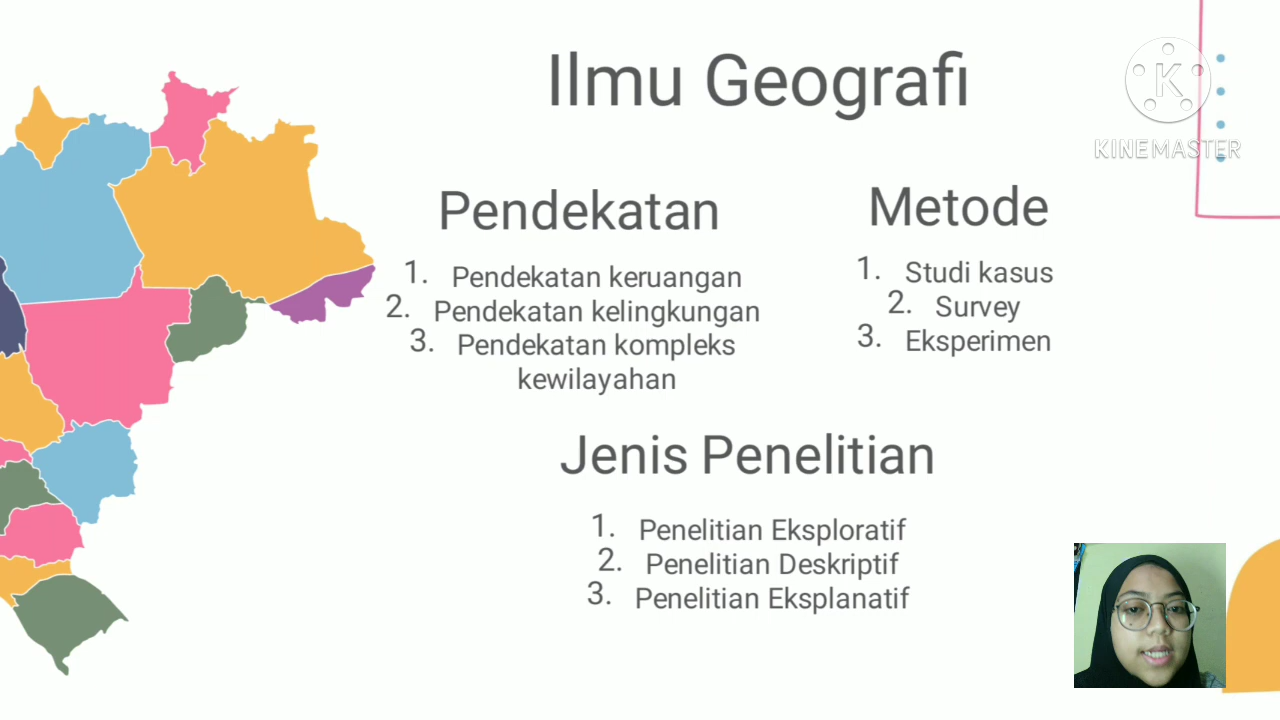 Ilmu Geografi
K
KINEMASTER
Pendekatan
1. Pendekatan keruangan
2. Pendekatan kelingkungan
3. Pendekatan kompleks
kewilayahan
Metode
1. Studi kasus
2. Survey
3. Eksperimen
Jenis Penelitian
1. Penelitian Eksploratif
2. Penelitian Deskriptif
3. Penelitian Eksplanatif